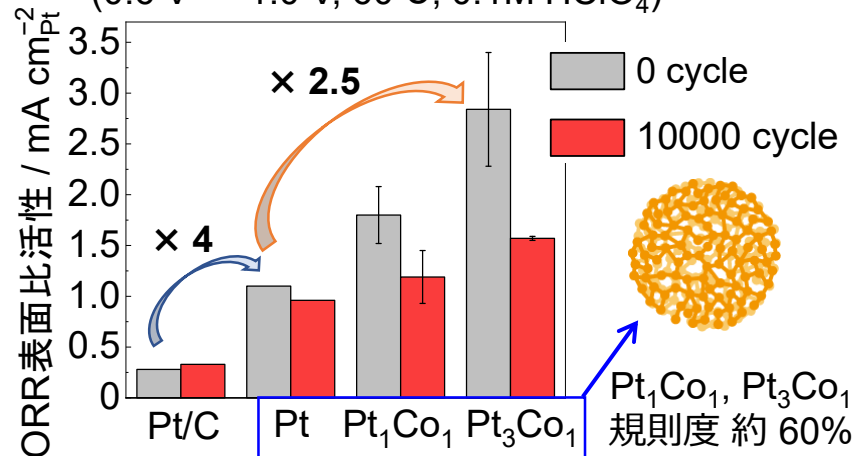 ORR表面比活性 / mA cm⁻²Pt
3.5
3.0
2.5
2.0
1.5
1.0
0.5
0
× 4
× 2.5
0 cycle
10000 cycle
Pt/C Pt Pt₁Co₁ Pt₃Co₁
Pt₁Co₁, Pt₃Co₁
規則度 約 60%